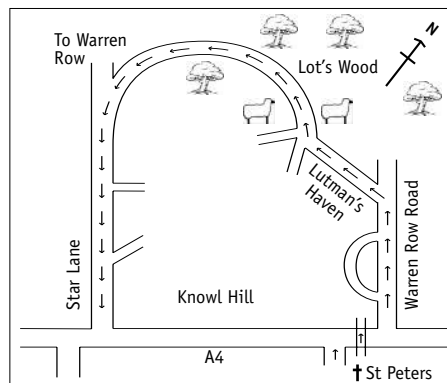 To Warren
Row
Lot's Wood
N
Lutman's
Haven
Warren Row Road
Star Lane
Knowl Hill
A4
St Peters